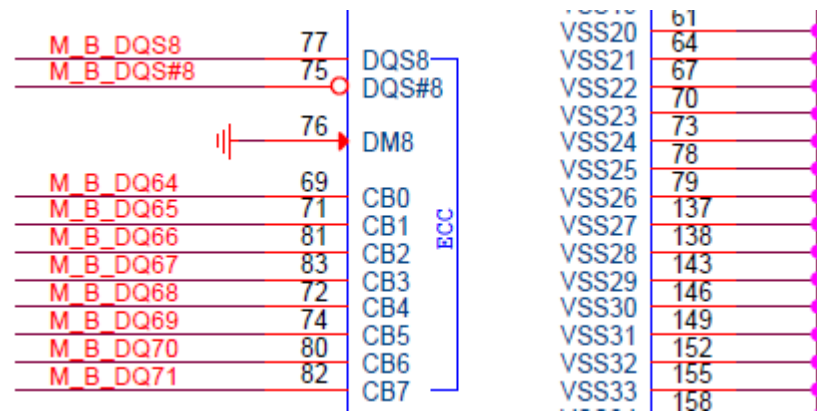 M_B_DQS8 77 DQS8
M_B_DQS#8 75 DQS#8
76 DM8
M_B_DQ64 69 CB0
M_B_DQ65 71 CB1
M_B_DQ66 81 CB2
M_B_DQ67 83 CB3
M_B_DQ68 72 CB4
M_B_DQ69 74 CB5
M_B_DQ70 80 CB6
M_B_DQ71 82 CB7
ECC
VSS20 61
VSS21 64
VSS22 67
VSS23 70
VSS24 73
VSS25 78
VSS26 79
VSS27 137
VSS28 138
VSS29 143
VSS30 146
VSS31 149
VSS32 152
VSS33 155
158